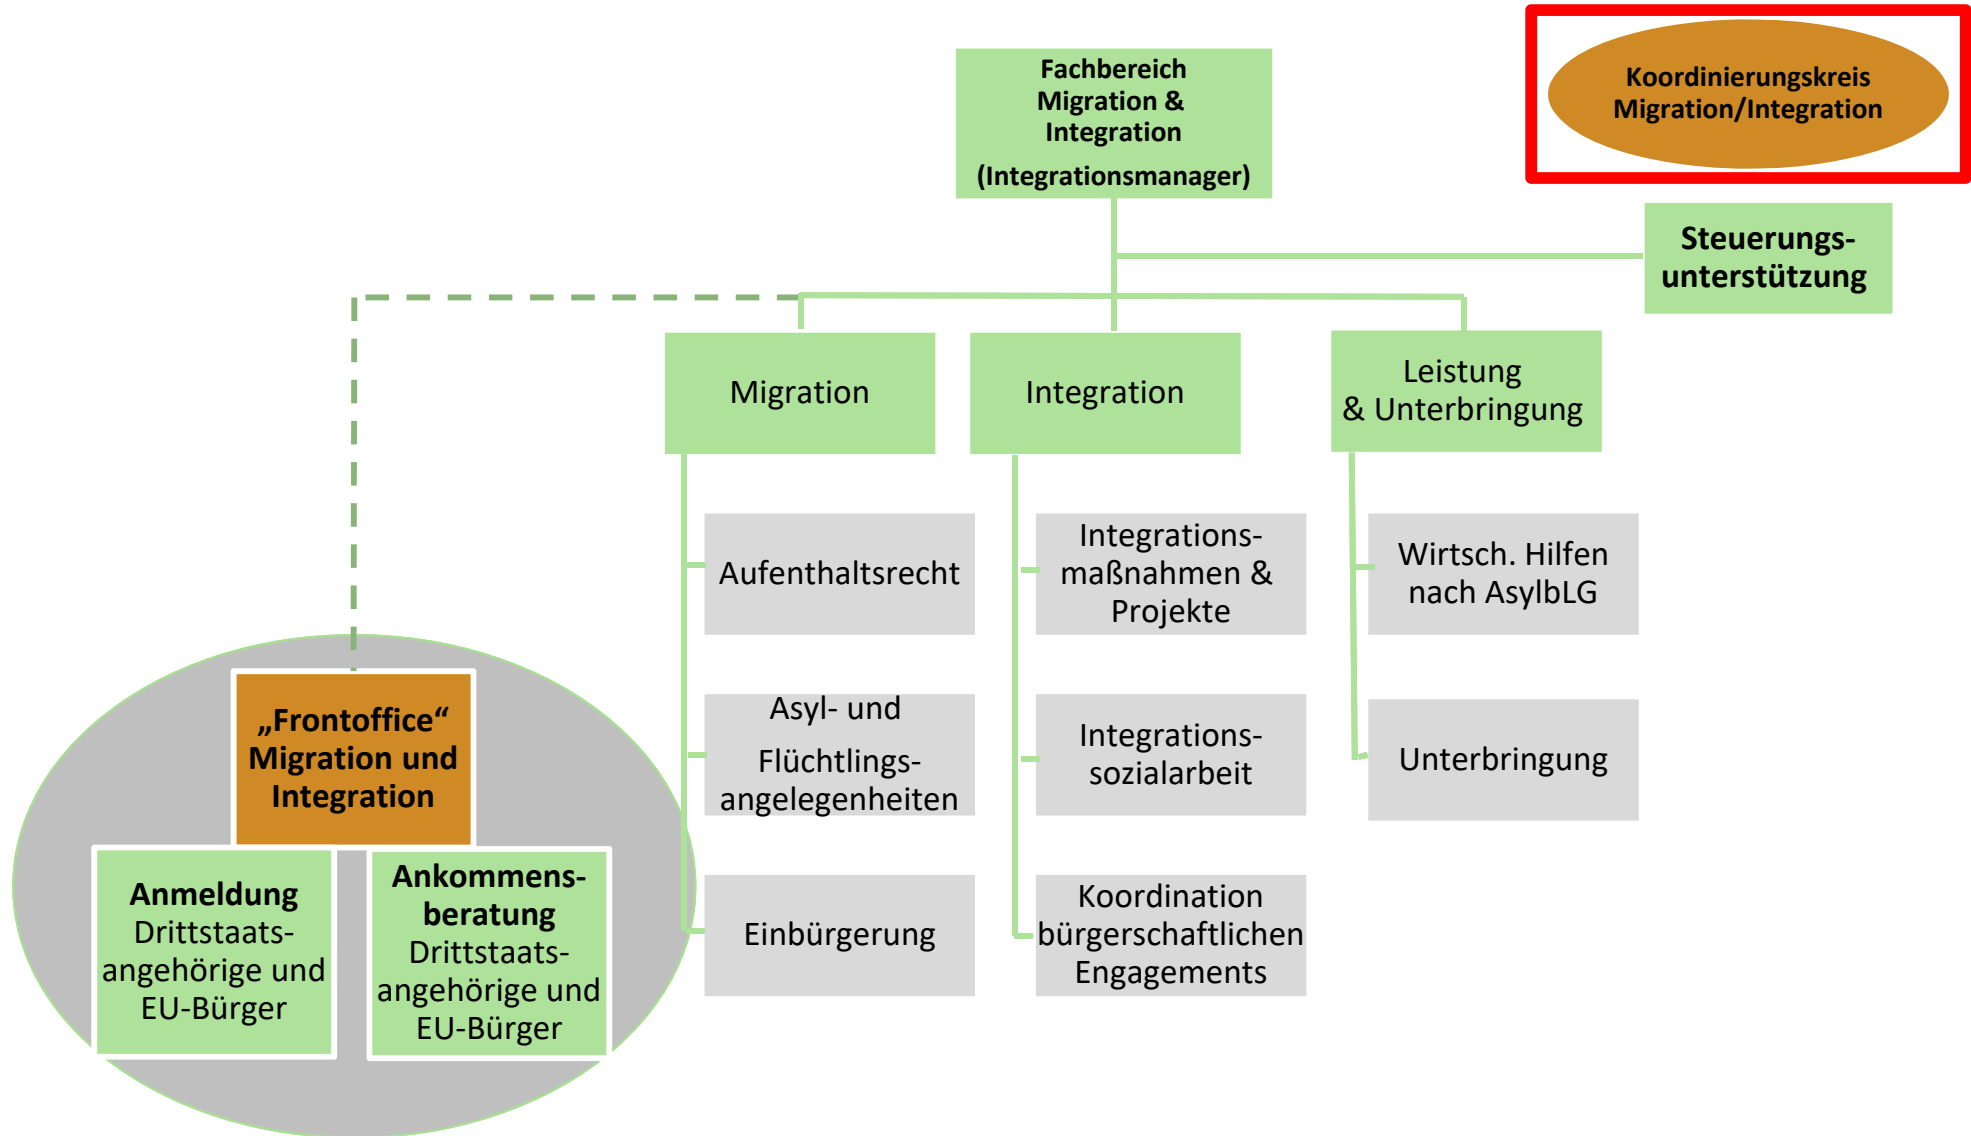 Fachbereich
Migration &
Integration
(Integrationsmanager)
Koordinierungskreis
Migration/Integration
Steuerungs-
unterstützung
Migration
Integration
Leistung
& Unterbringung
Aufenthaltsrecht
Asyl- und
Flüchtlings-
angelegenheiten
Einbürgerung
Integrations-
maßnahmen &
Projekte
Integrations-
sozialarbeit
Koordination
bürgerschaftlichen
Engagements
Wirtsch. Hilfen
nach AsylbLG
Unterbringung
„Frontoffice“
Migration und
Integration
Anmeldung
Drittstaats-
angehörige und
EU-Bürger
Ankommens-
beratung
Drittstaats-
angehörige und
EU-Bürger